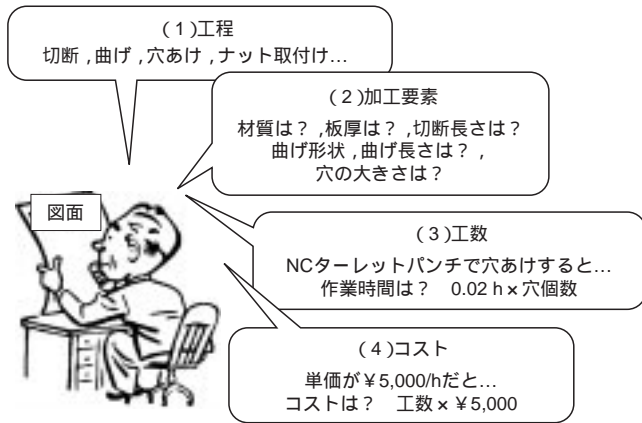 (1)工程
切断,曲げ,穴あけ,ナット取付け…
(2)加工要素
材質は?,板厚は?,切断長さは?
曲げ形状,曲げ長さは?,
穴の大きさは?
図面
(3)工数
NCターレットパンチで穴あけすると…
作業時間は? 0.02 h×穴個数
(4)コスト
単価が¥5,000/hだと…
コストは? 工数×¥5,000